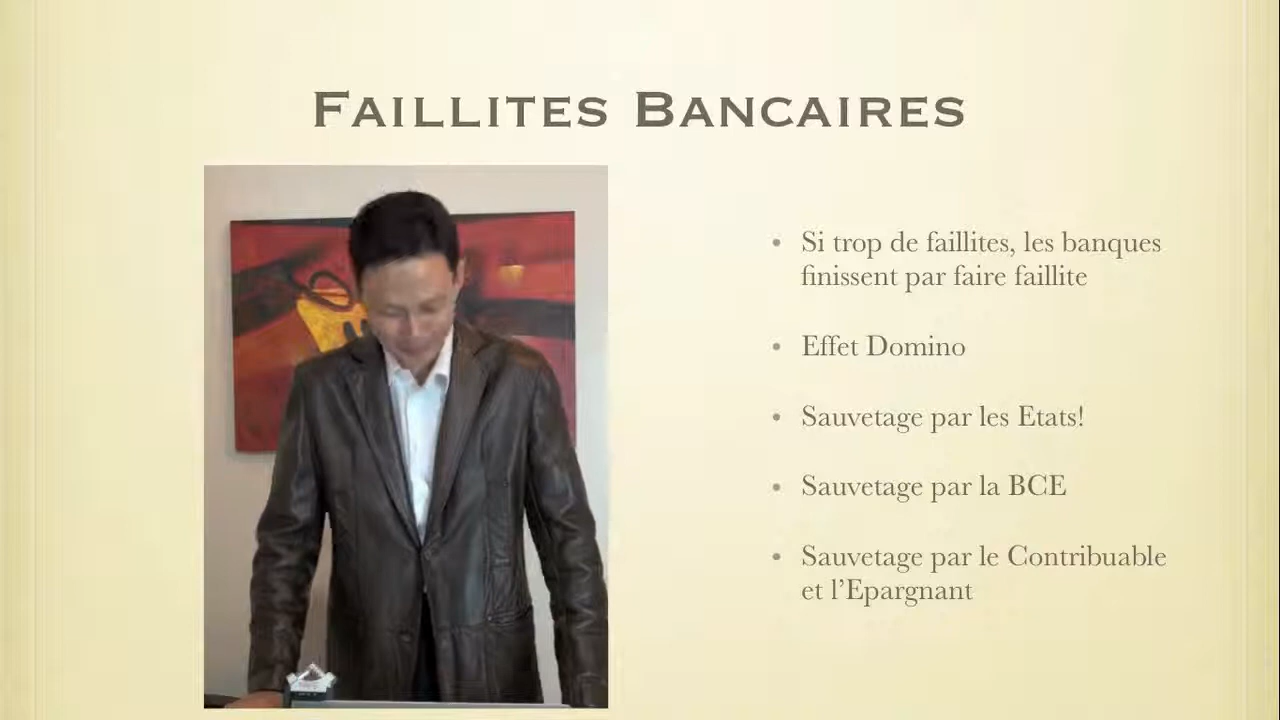 Faillites Bancaires
• Si trop de faillites, les banques
finissent par faire faillite
• Effet Domino
• Sauvetage par les Etats!
• Sauvetage par la BCE
• Sauvetage par le Contribuable
et l’Epargnant